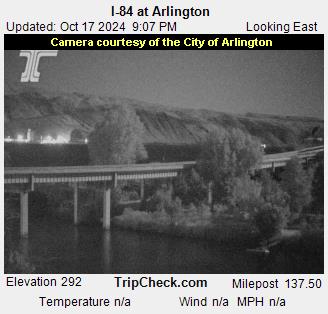 I-84 at Arlington
Updated: Oct 17 2024 9:07 PM Looking East
Camera courtesy of the City of Arlington
Elevation 292 TripCheck.com Milepost 137.50
Temperature n/a Wind n/a MPH n/a